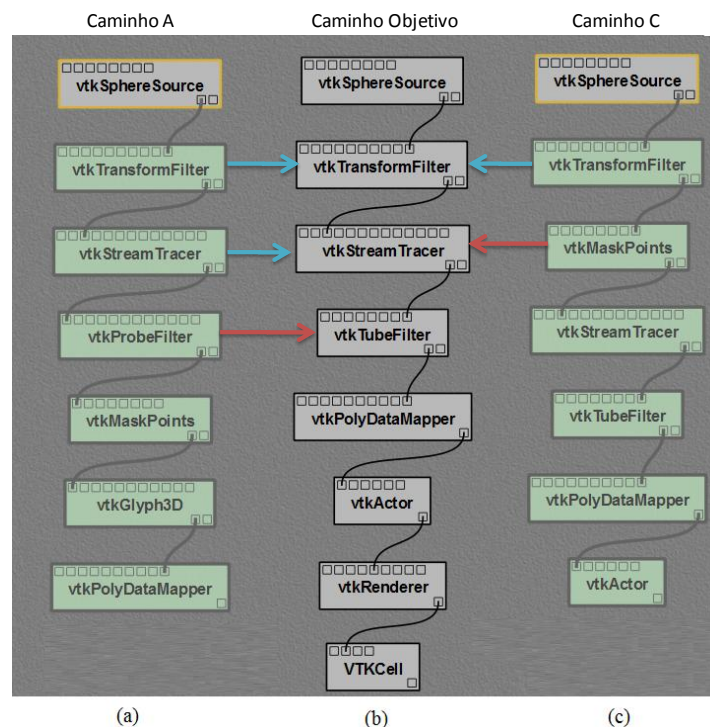 Caminho A
Caminho Objetivo
Caminho C
vtkSphereSource
vtkTransformFilter
vtkStreamTracer
vtkProbeFilter
vtkMaskPoints
vtkGlyph3D
vtkPolyDataMapper
(a)
vtkSphereSource
vtkTransformFilter
vtkStreamTracer
vtkTubeFilter
vtkPolyDataMapper
vtkActor
vtkRenderer
VTKCell
(b)
vtkSphereSource
vtkTransformFilter
vtkMaskPoints
vtkStreamTracer
vtkTubeFilter
vtkPolyDataMapper
vtkActor
(c)